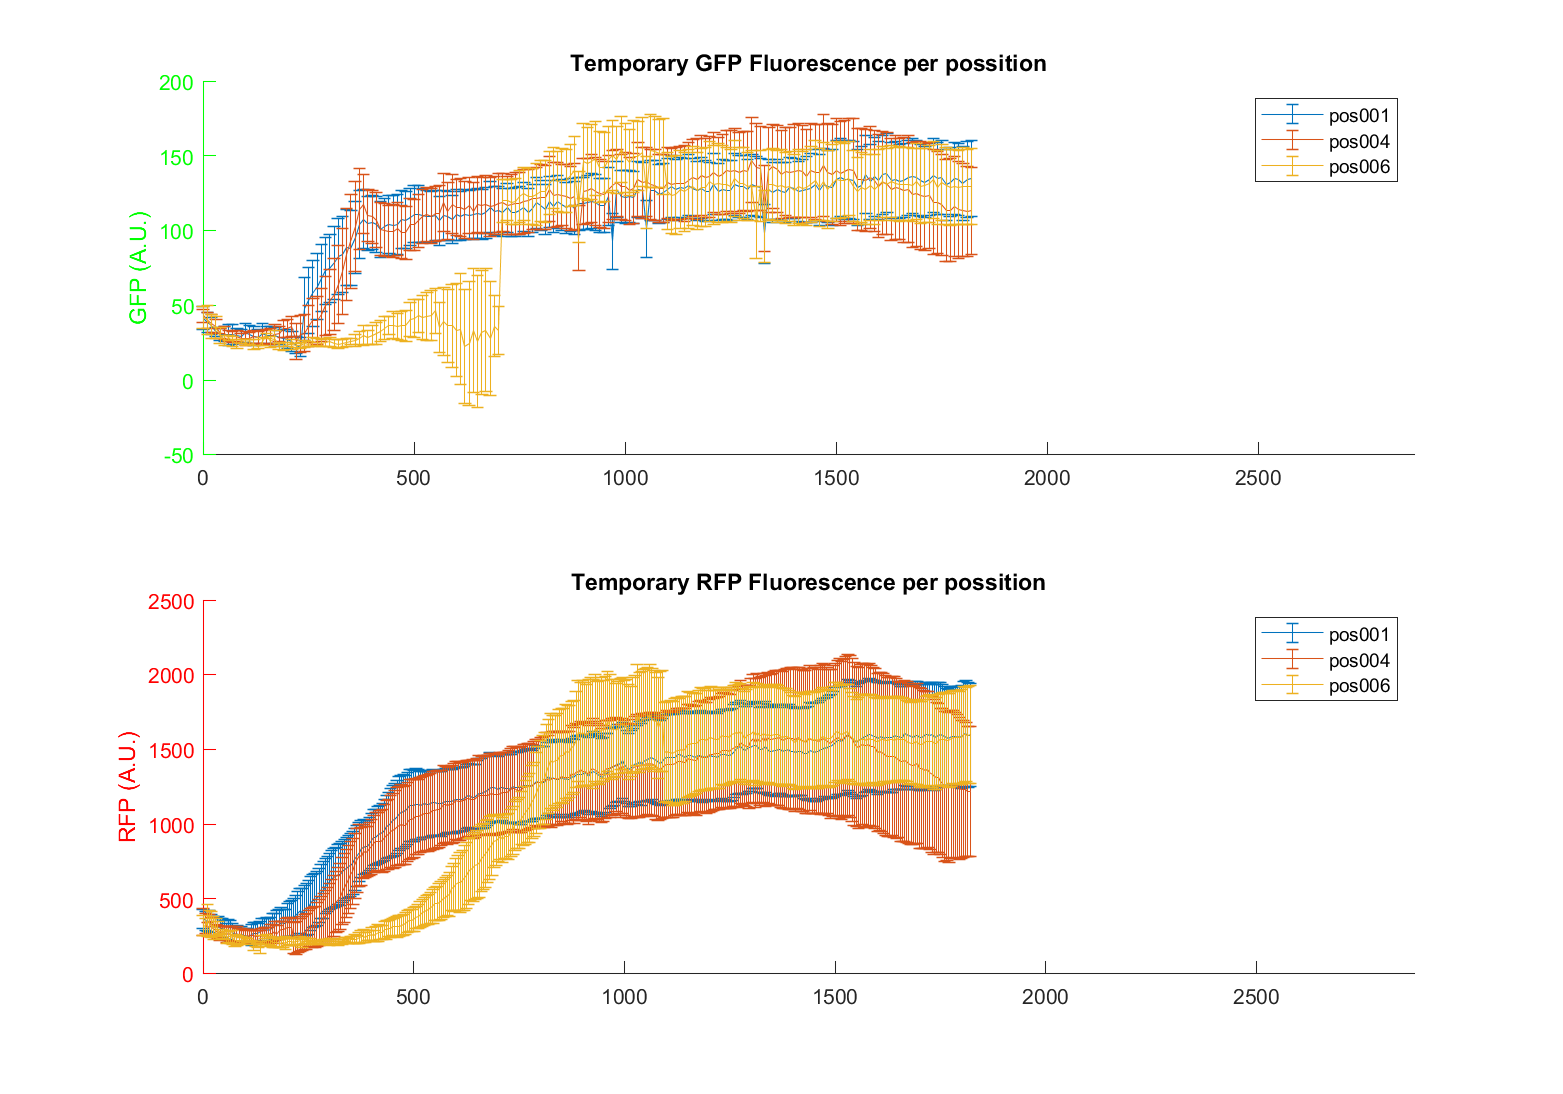 Temporary GFP Fluorescence per possition
200
150
100
50
0
-50
GFP (A.U.)
0 500 1000 1500 2000 2500
pos001
pos004
pos006
Temporary RFP Fluorescence per possition
2500
2000
1500
1000
500
0
RFP (A.U.)
0 500 1000 1500 2000 2500
pos001
pos004
pos006